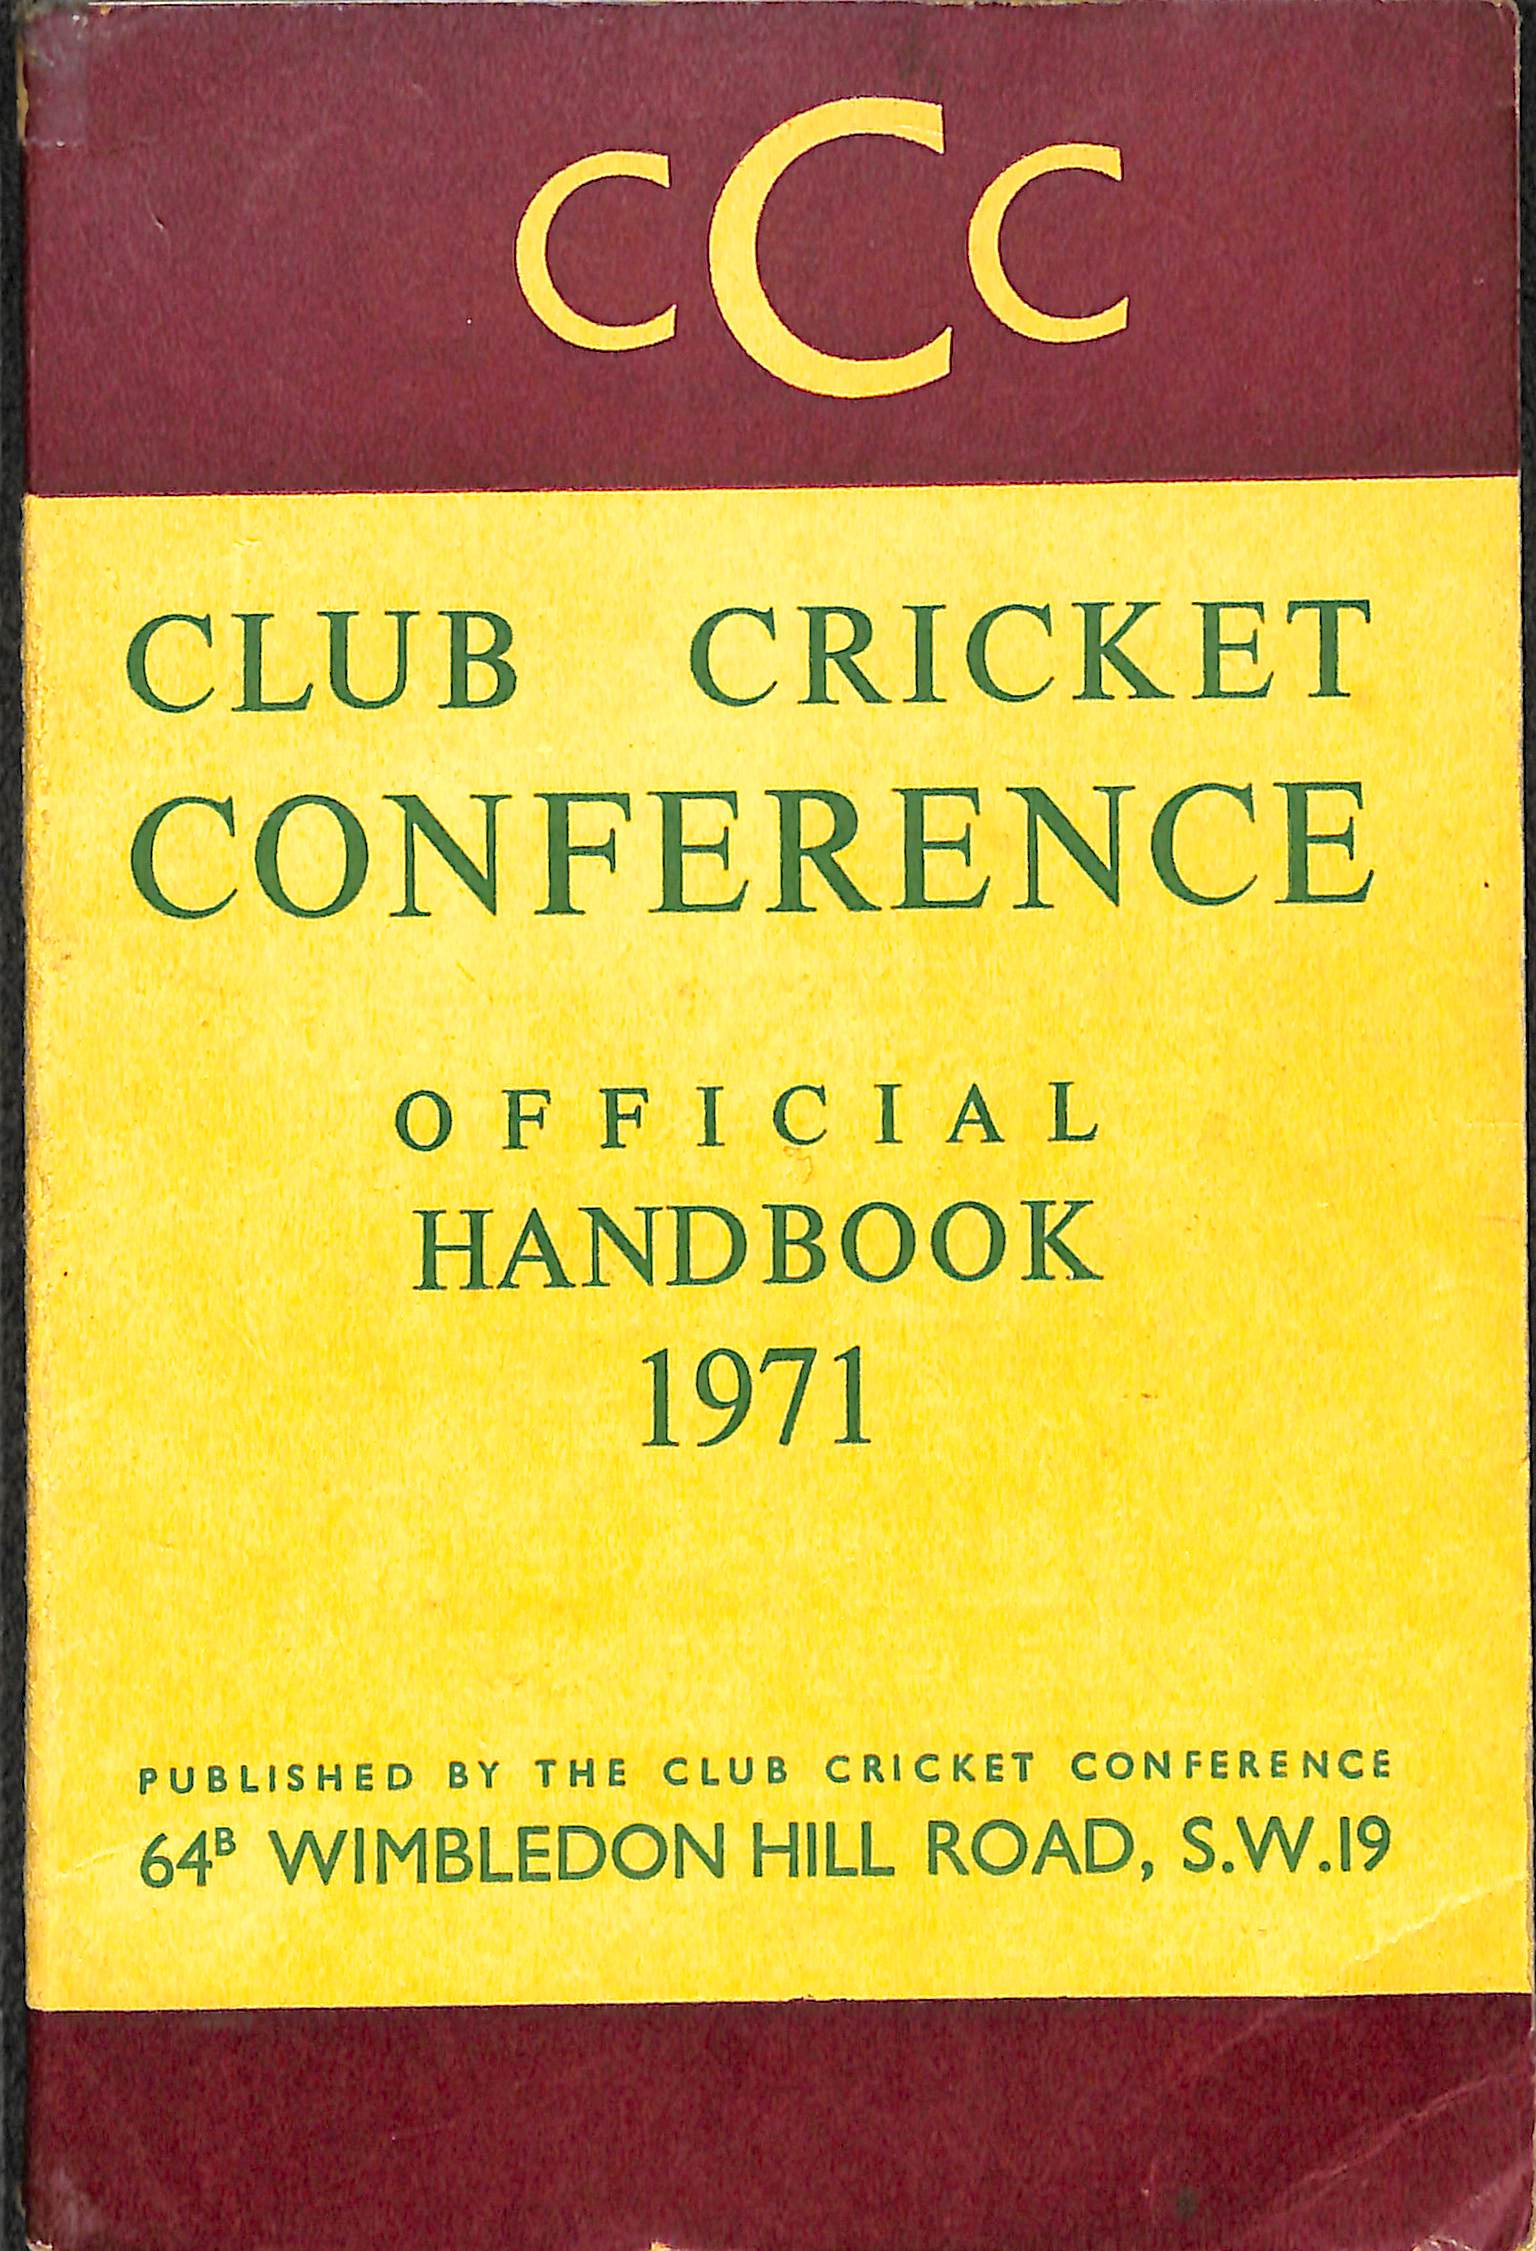 CCC
CLUB CRICKET
CONFERENCE
OFFICIAL
HANDBOOK
1971
PUBLISHED BY THE CLUB CRICKET CONFERENCE
64B WIMBLEDON HILL ROAD, S.W.19